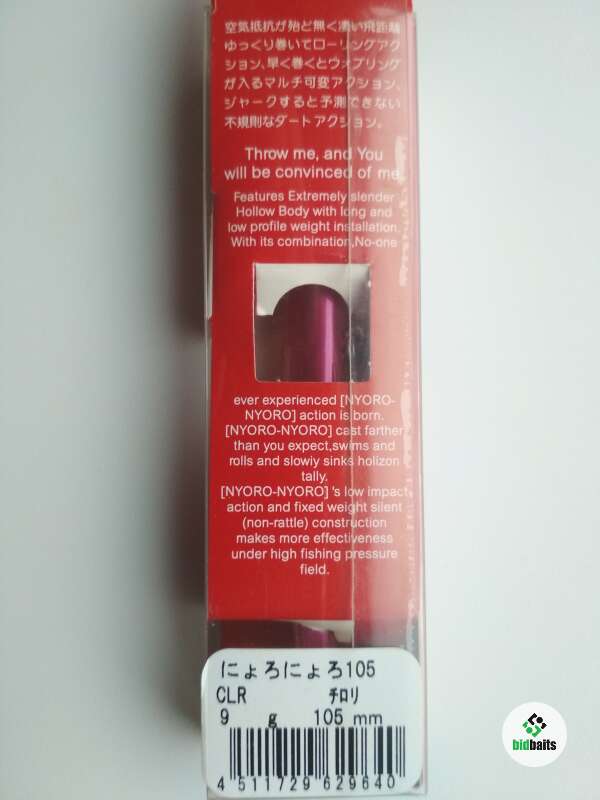 空気抵抗が殆ど無く凄い飛距離
ゆっくり巻いてローリングアク
ション、早く巻くとウォブリング
が入るマルチ可変アクション、
ジャークすると予測できない
不規則なダートアクション。
Throw me, and You
will be convinced of me.
Features Extremely slender
Hollow Body with long and
low profile weight installation.
With its combination,No-one
ever experienced [NYORO-
NYORO] action is born.
[NYORO-NYORO] cast farther
than you expect,swims and
rolls and slowiy sinks holizon
tally.
[NYORO-NYORO] 's low impact
action and fixed weight silent
(non-rattle) construction
makes more effectiveness
under high fishing pressure
field.
にょろにょろ105
CLR チロリ
9 g 105 mm
4 511729 629640
bidbaits